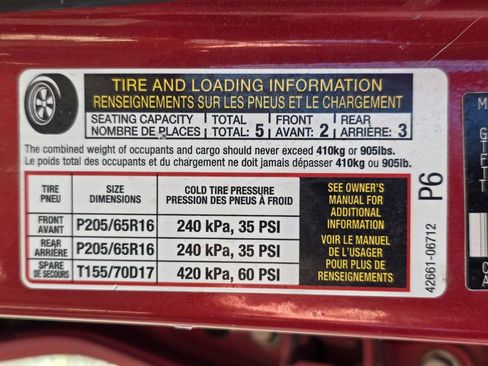 TIRE AND LOADING INFORMATION
RENSEIGNEMENTS SUR LES PNEUS ET LE CHARGEMENT
SEATING CAPACITY TOTAL FRONT REAR
NOMBRE DE PLACES TOTAL: 5 AVANT: 2 ARRIÈRE: 3
The combined weight of occupants and cargo should never exceed 410kg or 905lbs.
Le poids total des occupants et du chargement ne doit jamais dépasser 410kg ou 905lb.
TIRE SIZE COLD TIRE PRESSURE
PNEU DIMENSIONS PRESSION DES PNEUS À FROID
FRONT
AVANT P205/65R16 240 kPa, 35 PSI
REAR
ARRIÈRE P205/65R16 240 kPa, 35 PSI
SPARE
DE SECOURS T155/70D17 420 kPa, 60 PSI
SEE OWNER'S
MANUAL FOR
ADDITIONAL
INFORMATION
VOIR LE MANUEL
DE L'USAGER
POUR PLUS DE
RENSEIGNEMENTS
42661-06712 P6